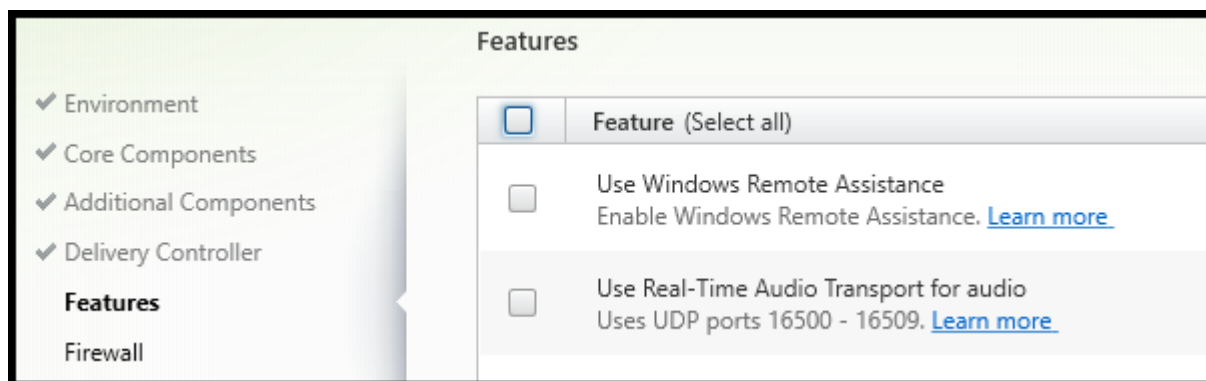 Features
Environment
Core Components
Additional Components
Delivery Controller
Features
Firewall
Feature (Select all)
Use Windows Remote Assistance
Enable Windows Remote Assistance. Learn more
Use Real-Time Audio Transport for audio
Uses UDP ports 16500 - 16509. Learn more